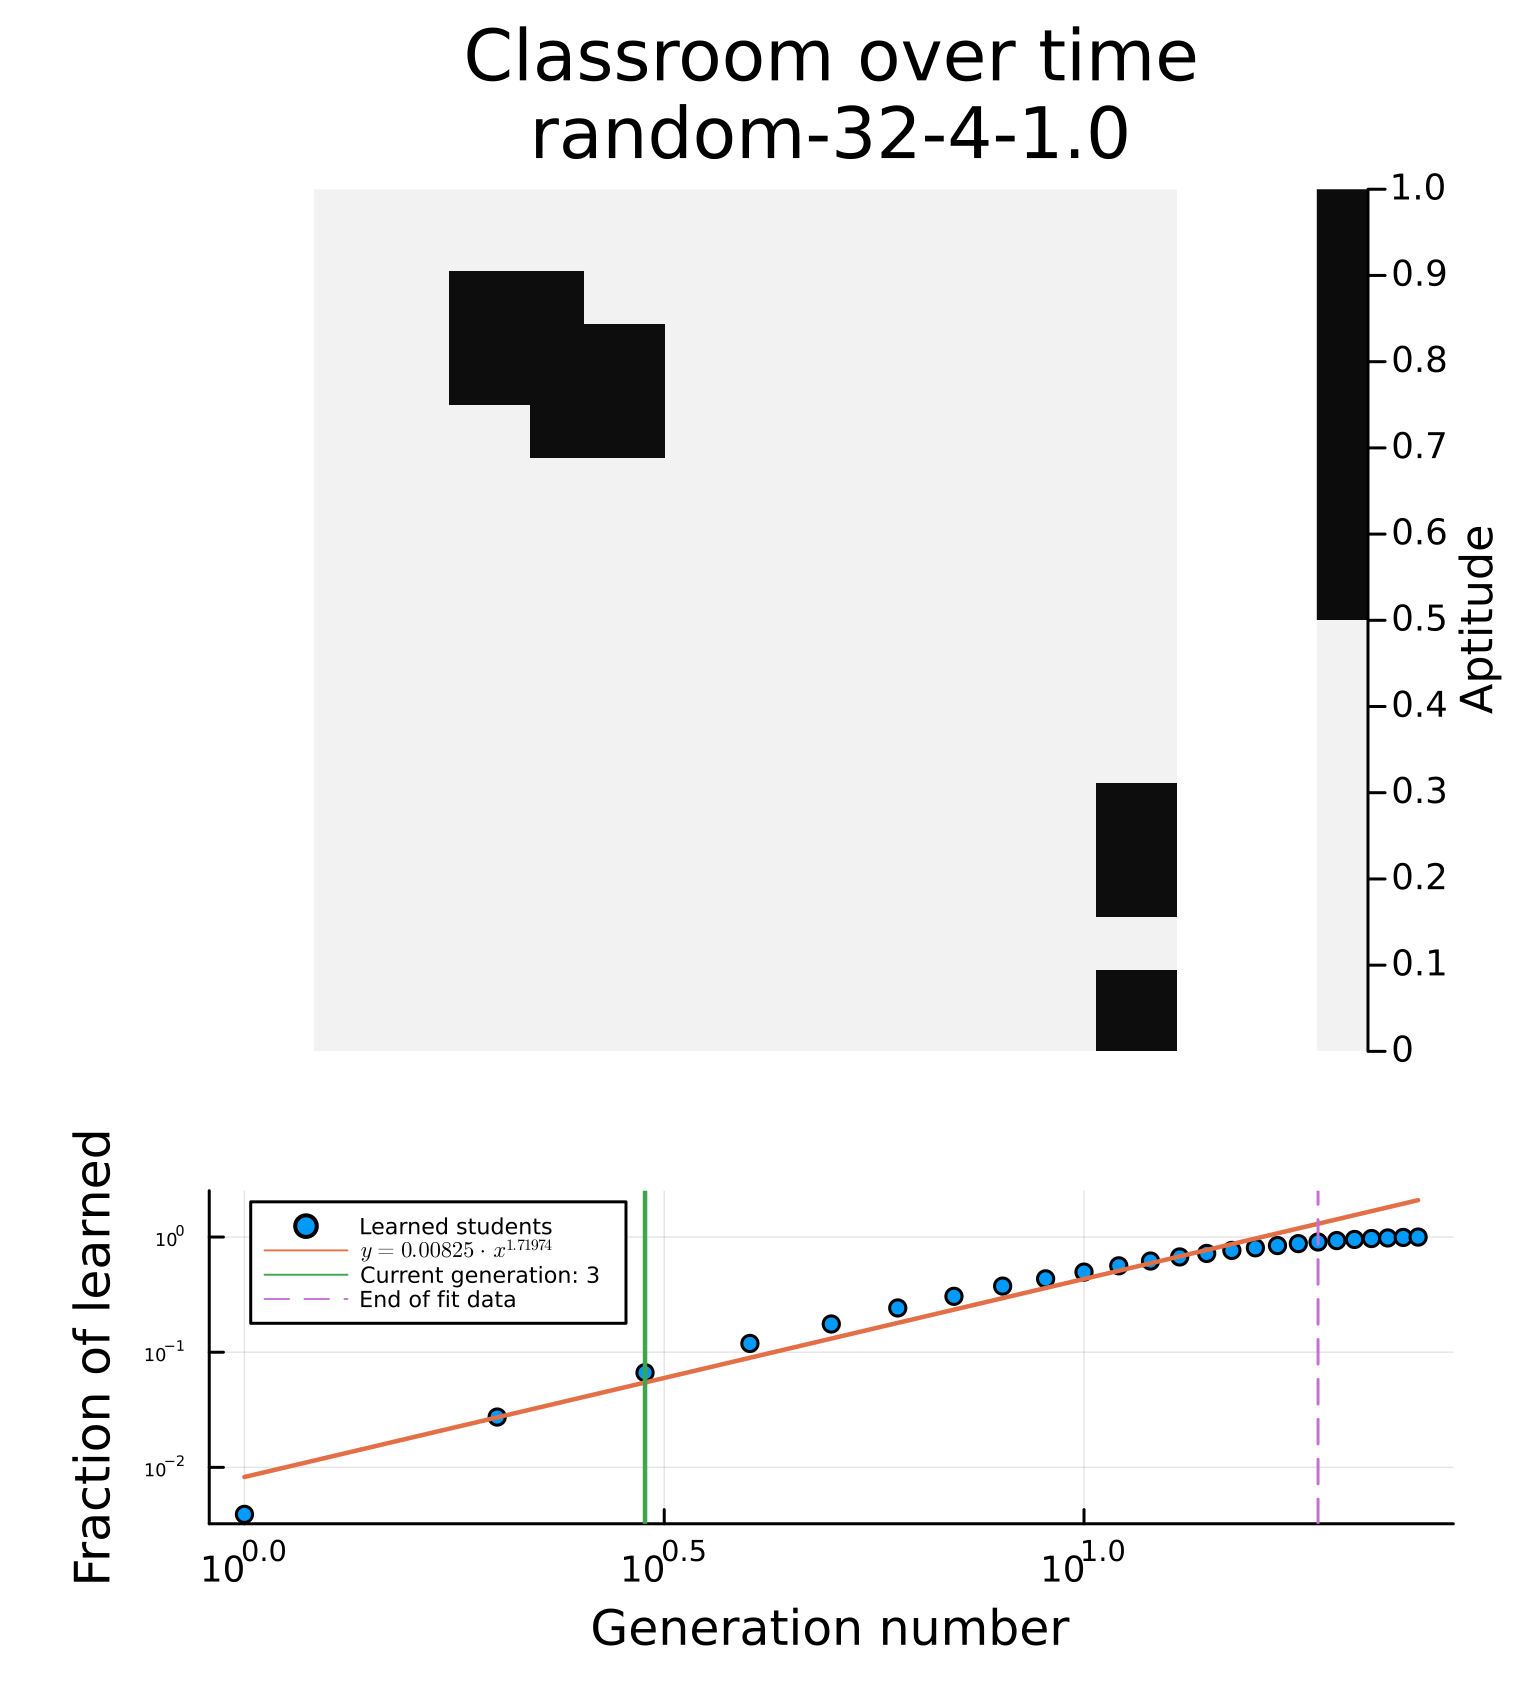 Classroom over time
random-32-4-1.0
1.0
0.9
0.8
0.7
0.6
0.5
0.4
0.3
0.2
0.1
0
Aptitude
Fraction of learned
10⁰
10⁻¹
10⁻²
Learned students
y = 0.00825 · x^1.71974
Current generation: 3
End of fit data
10^0.0 10^0.5 10^1.0
Generation number